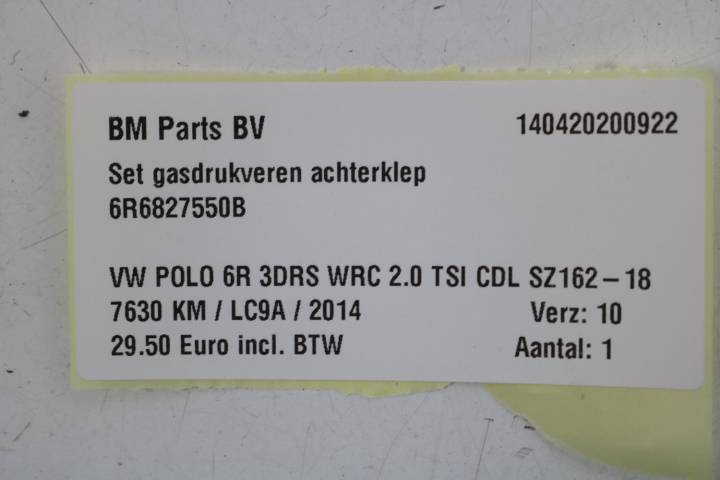 BM Parts BV 140420200922
Set gasdrukveren achterklep
6R6827550B
VW POLO 6R 3DRS WRC 2.0 TSI CDL SZ162-18
7630 KM / LC9A / 2014 Verz: 10
29.50 Euro incl. BTW Aantal: 1